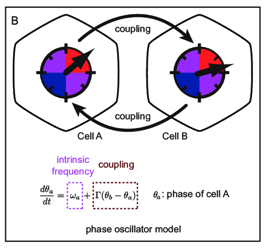 B
coupling
coupling
Cell A
Cell B
intrinsic
frequency
coupling
dθa/dt = ωa + Γ(θb − θa)
θa: phase of cell A
phase oscillator model